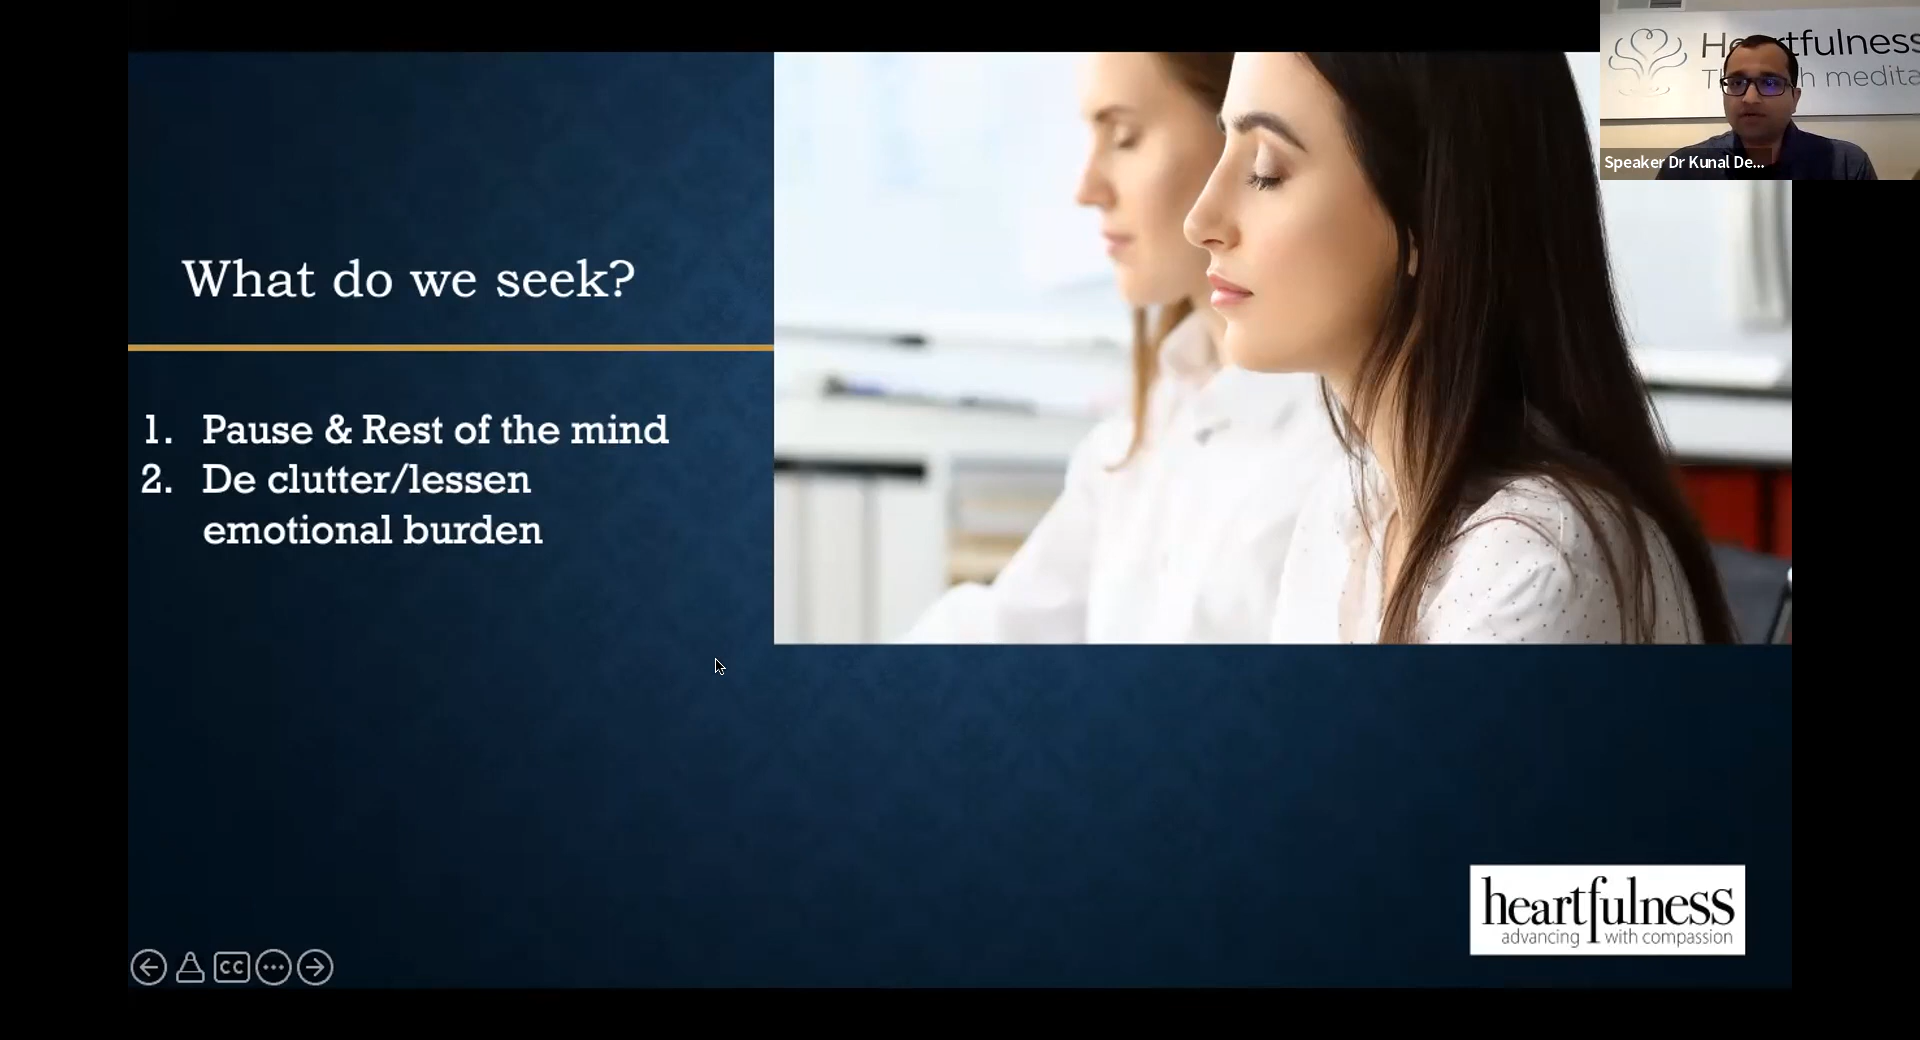 What do we seek?
1. Pause & Rest of the mind
2. De clutter/lessen
emotional burden
Speaker Dr Kunal De...
heartfulness
advancing with compassion
CC